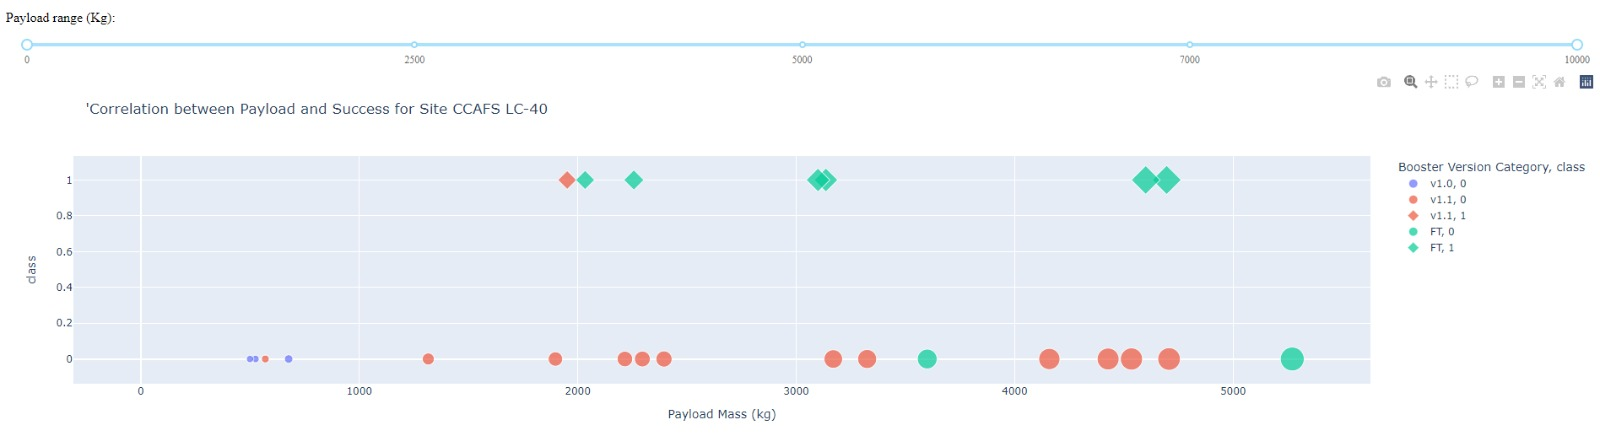 Payload range (Kg):
0 2500 5000 7000 10000
'Correlation between Payload and Success for Site CCAFS LC-40
Booster Version Category, class
v1.0, 0
v1.1, 0
v1.1, 1
FT, 0
FT, 1
1
0.8
0.6
0.4
0.2
0
class
0 1000 2000 3000 4000 5000
Payload Mass (kg)